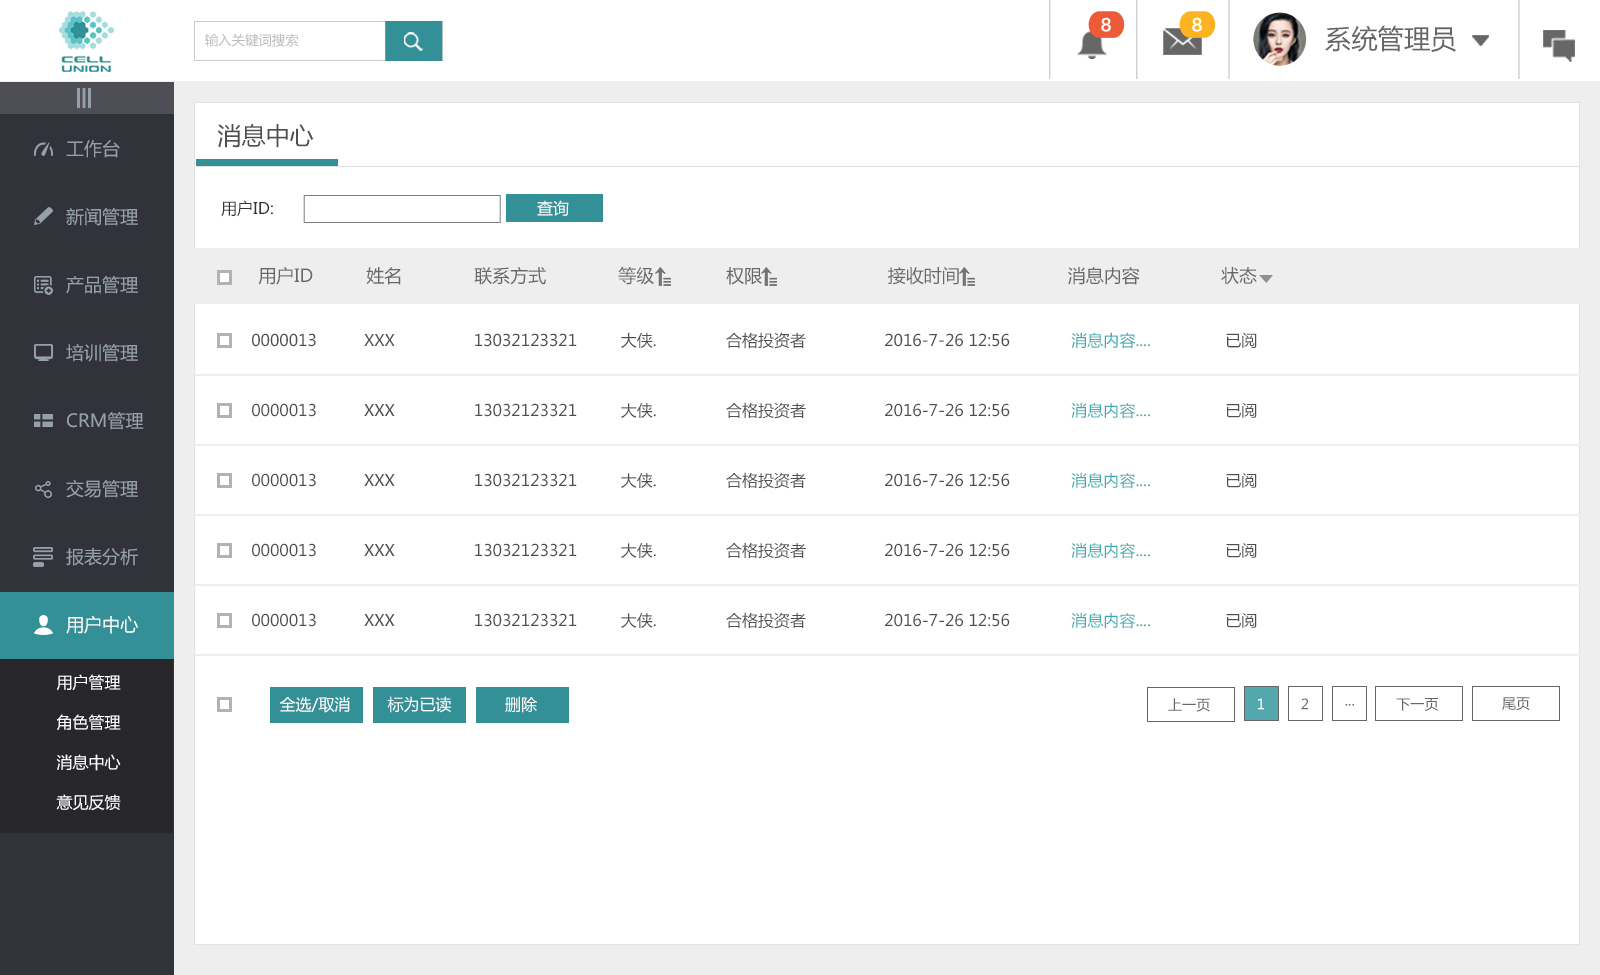 CELL
UNION
输入关键词搜索
8
8
系统管理员
工作台
新闻管理
产品管理
培训管理
CRM管理
交易管理
报表分析
用户中心
用户管理
角色管理
消息中心
意见反馈
消息中心
用户ID:
查询
用户ID 姓名 联系方式 等级 权限 接收时间 消息内容 状态
0000013 XXX 13032123321 大侠. 合格投资者 2016-7-26 12:56 消息内容.... 已阅
0000013 XXX 13032123321 大侠. 合格投资者 2016-7-26 12:56 消息内容.... 已阅
0000013 XXX 13032123321 大侠. 合格投资者 2016-7-26 12:56 消息内容.... 已阅
0000013 XXX 13032123321 大侠. 合格投资者 2016-7-26 12:56 消息内容.... 已阅
0000013 XXX 13032123321 大侠. 合格投资者 2016-7-26 12:56 消息内容.... 已阅
全选/取消 标为已读 删除 上一页 1 2 ... 下一页 尾页